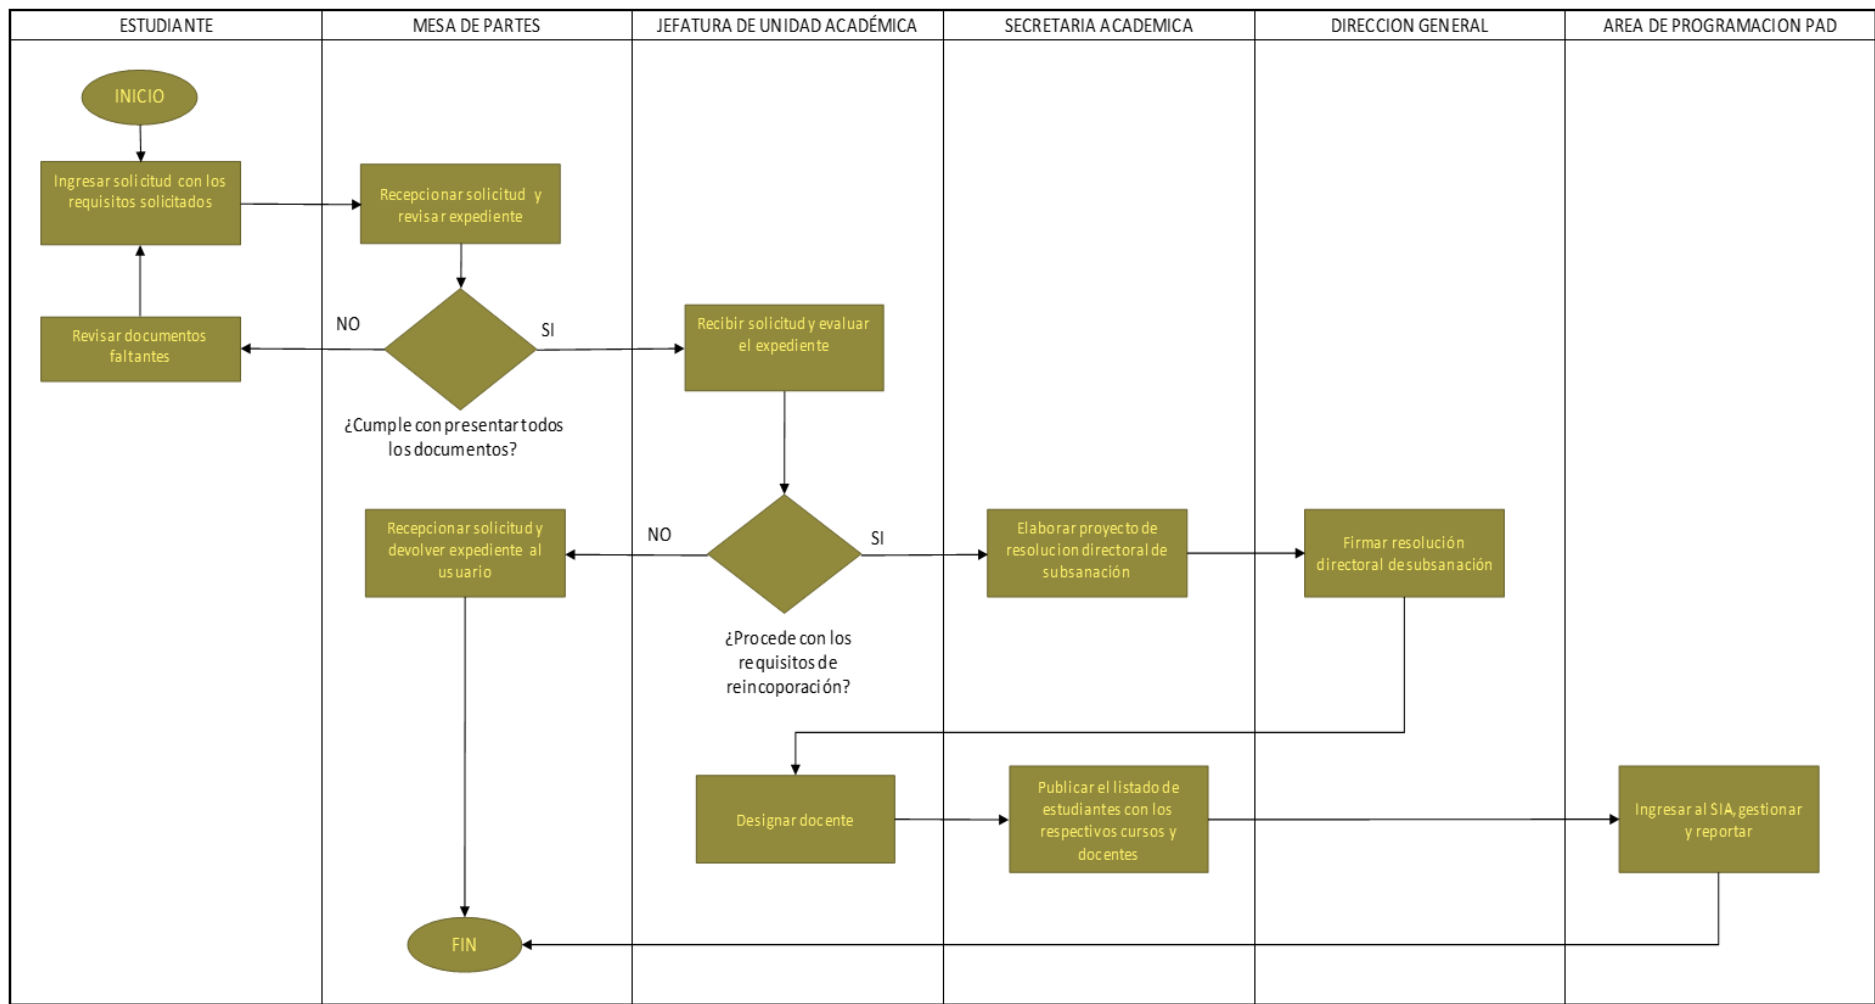 ESTUDIANTE
MESA DE PARTES
JEFATURA DE UNIDAD ACADÉMICA
SECRETARIA ACADEMICA
DIRECCION GENERAL
AREA DE PROGRAMACION PAD
INICIO
Ingresar solicitud con los
requisitos solicitados
Recepcionar solicitud y
revisar expediente
Revisar documentos
faltantes
NO
SI
Recibir solicitud y evaluar
el expediente
¿Cumple con presentar todos
los documentos?
Recepcionar solicitud y
devolver expediente al
usuario
NO
SI
Elaborar proyecto de
resolucion directoral de
subsanación
Firmar resolución
directoral de subsanación
¿Procede con los
requisitos de
reincoporación?
Designar docente
Publicar el listado de
estudiantes con los
respectivos cursos y
docentes
Ingresar al SIA, gestionar
y reportar
FIN